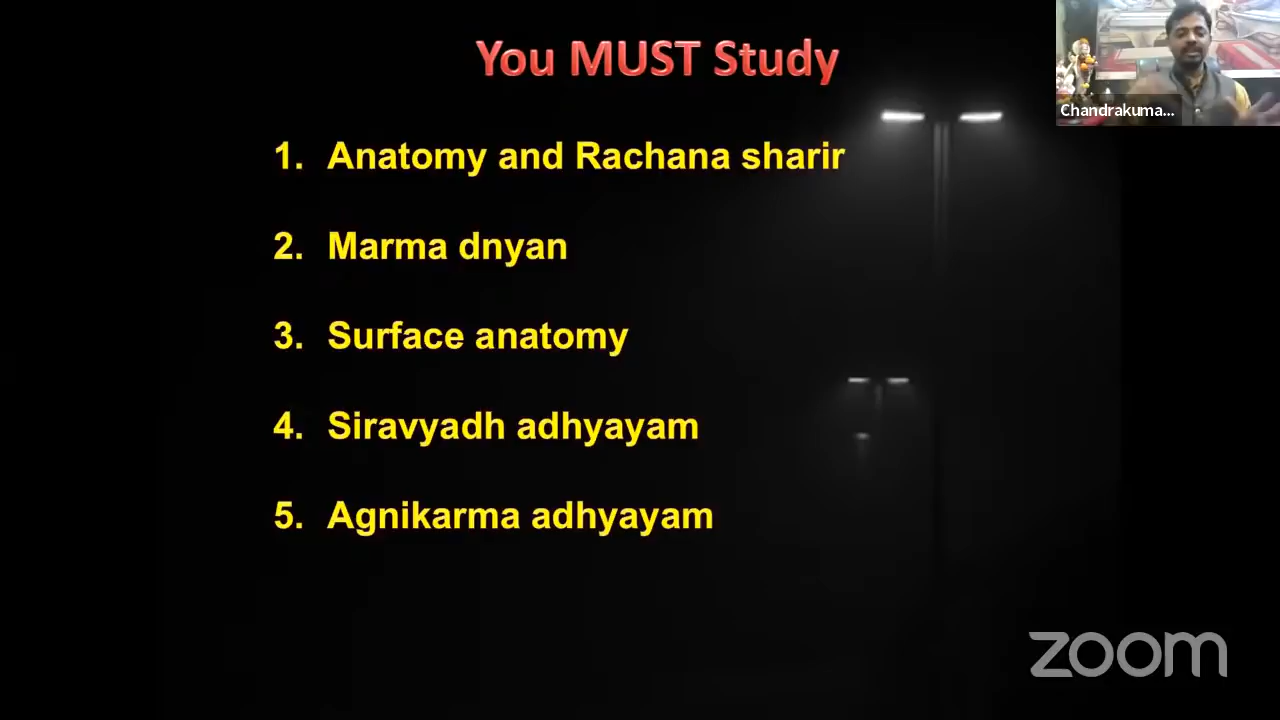 You MUST Study
Chandrakuma...
1. Anatomy and Rachana sharir
2. Marma dnyan
3. Surface anatomy
4. Siravyadh adhyayam
5. Agnikarma adhyayam
zoom